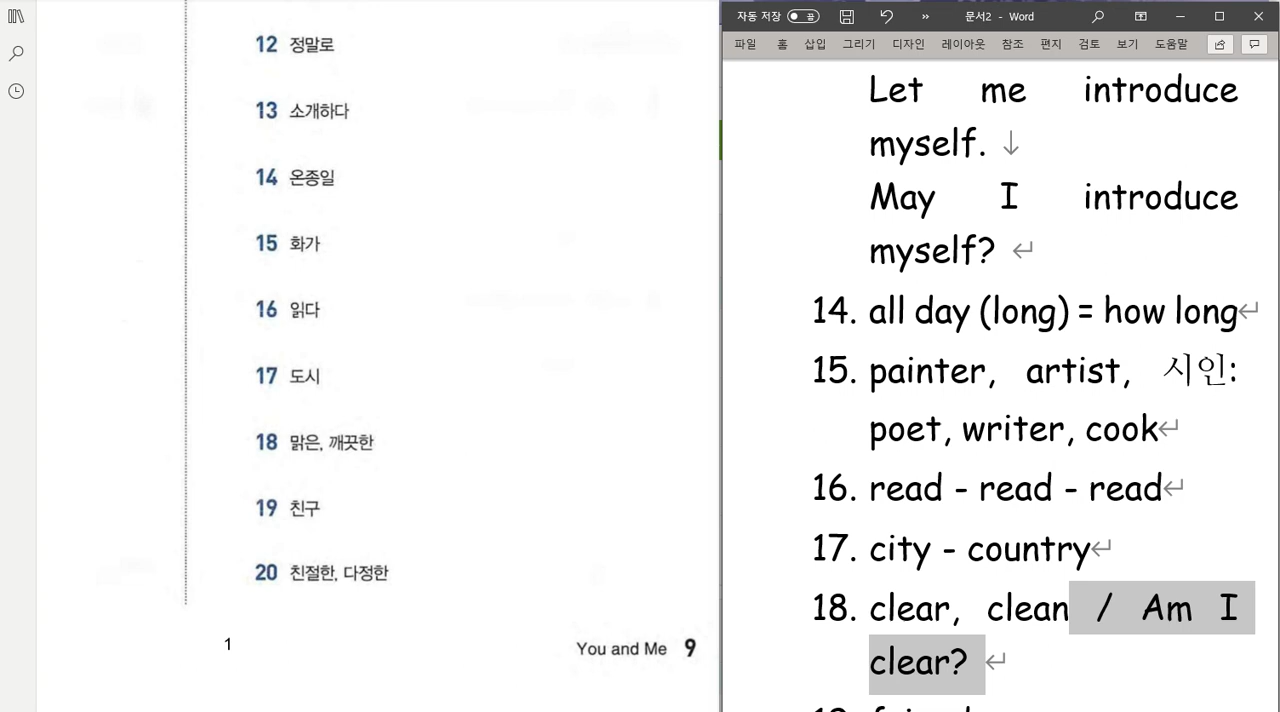 12 정말로
13 소개하다
14 온종일
15 화가
16 읽다
17 도시
18 맑은, 깨끗한
19 친구
20 친절한, 다정한
1
You and Me 9
자동 저장 끔 문서2 - Word
파일 홈 삽입 그리기 디자인 레이아웃 참조 편지 검토 보기 도움말
Let me introduce
myself. ↓
May I introduce
myself? ↵
14. all day (long) = how long↵
15. painter, artist, 시인:
poet, writer, cook↵
16. read - read - read↵
17. city - country↵
18. clear, clean / Am I
clear? ↵